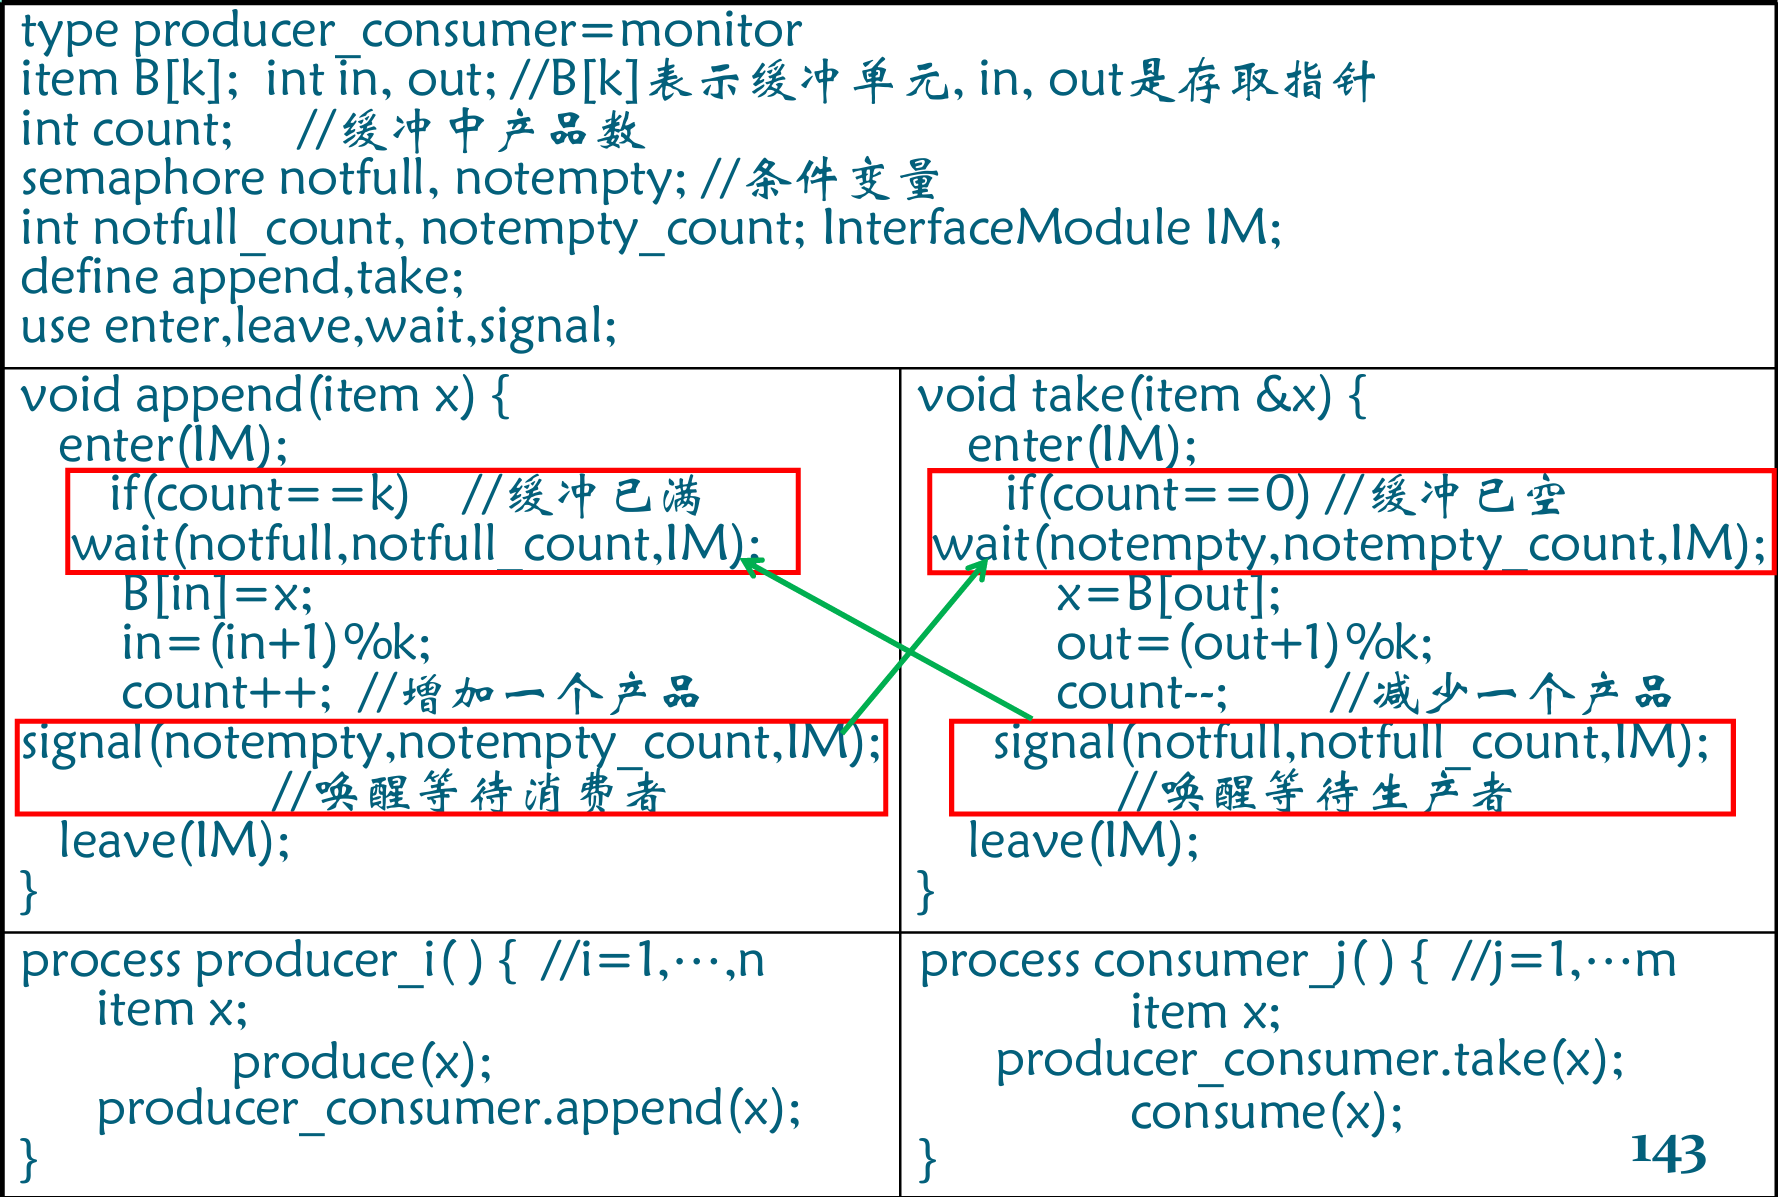 type producer_consumer=monitor
item B[k];  int in, out; //B[k]表示缓冲单元, in, out是存取指针
int count;    //缓冲中产品数
semaphore notfull, notempty; //条件变量
int notfull_count, notempty_count; InterfaceModule IM;
define append,take;
use enter,leave,wait,signal;
void append(item x) {
enter(IM);
if(count==k)   //缓冲已满
wait(notfull,notfull_count,IM);
B[in]=x;
in=(in+1)%k;
count++; //增加一个产品
signal(notempty,notempty_count,IM);
//唤醒等待消费者
leave(IM);
}
void take(item &x) {
enter(IM);
if(count==0) //缓冲已空
wait(notempty,notempty_count,IM);
x=B[out];
out=(out+1)%k;
count--;      //减少一个产品
signal(notfull,notfull_count,IM);
//唤醒等待生产者
leave(IM);
}
process producer_i( ) { //i=1,⋯,n
item x;
produce(x);
producer_consumer.append(x);
}
process consumer_j( ) { //j=1,⋯m
item x;
producer_consumer.take(x);
consume(x);
}
143